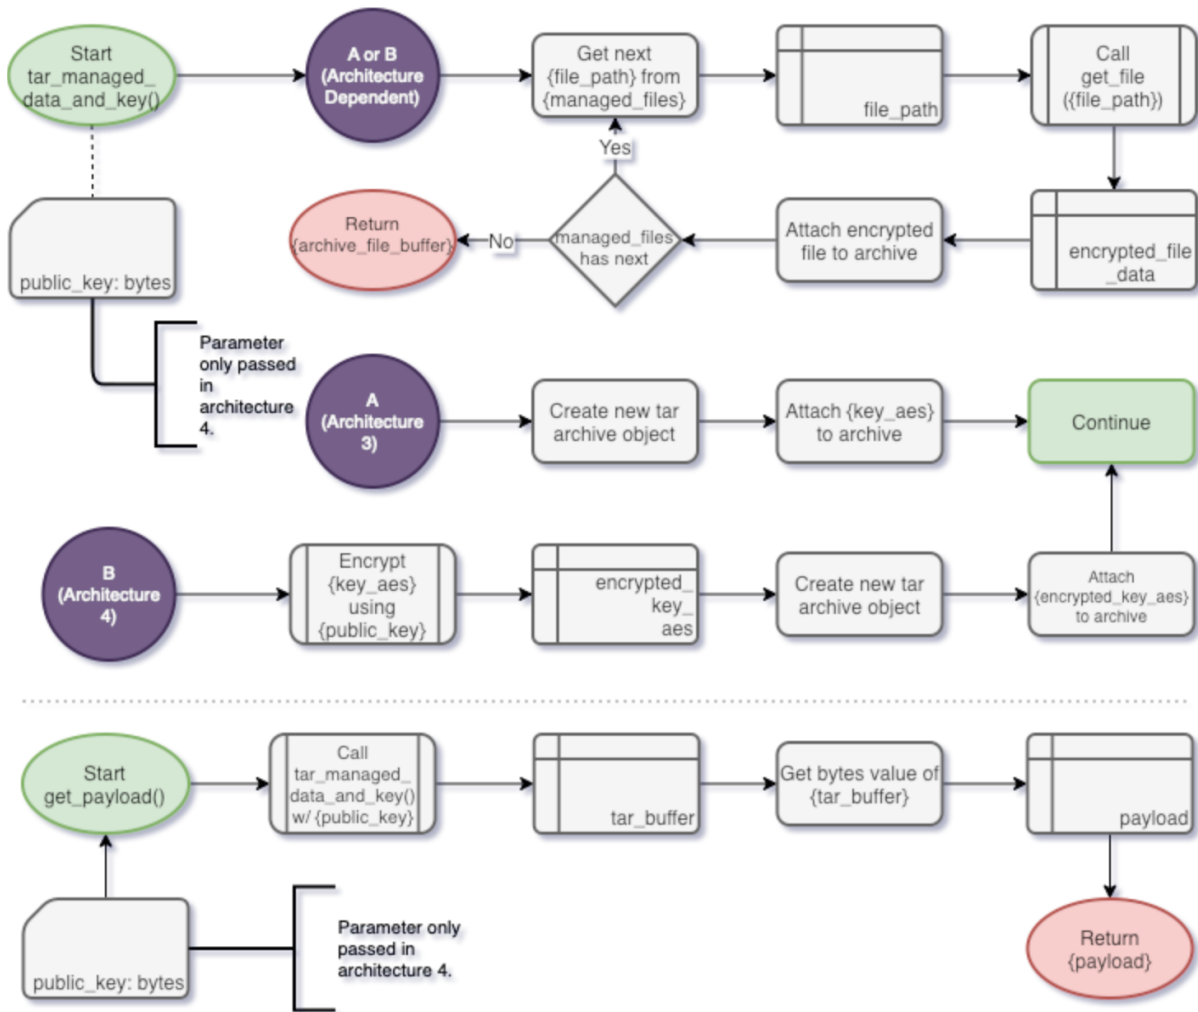 Start
tar_managed_
data_and_key()
A or B
(Architecture
Dependent)
Get next
{file_path} from
{managed_files}
file_path
Call
get_file
({file_path})
Yes
public_key: bytes
Return
{archive_file_buffer}
No
managed_files
has next
Attach encrypted
file to archive
encrypted_file
_data
Parameter
only passed
in
architecture
4.
A
(Architecture
3)
Create new tar
archive object
Attach {key_aes}
to archive
Continue
B
(Architecture
4)
Encrypt
{key_aes}
using
{public_key}
encrypted_
key_
aes
Create new tar
archive object
Attach
{encrypted_key_aes}
to archive
Start
get_payload()
Call
tar_managed_
data_and_key()
w/ {public_key}
tar_buffer
Get bytes value of
{tar_buffer}
payload
public_key: bytes
Parameter only
passed in
architecture 4.
Return
{payload}